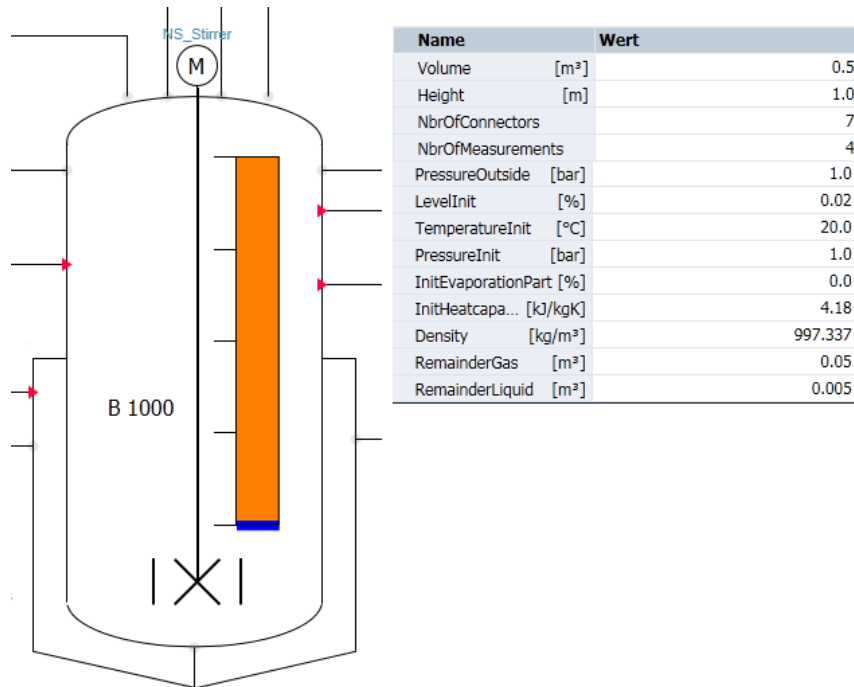 NS_Stirrer
M
B 1000
Name Wert
Volume [m³] 0.5
Height [m] 1.0
NbrOfConnectors 7
NbrOfMeasurements 4
PressureOutside [bar] 1.0
LevelInit [%] 0.02
TemperatureInit [°C] 20.0
PressureInit [bar] 1.0
InitEvaporationPart [%] 0.0
InitHeatcapa... [kJ/kgK] 4.18
Density [kg/m³] 997.337
RemainderGas [m³] 0.05
RemainderLiquid [m³] 0.005